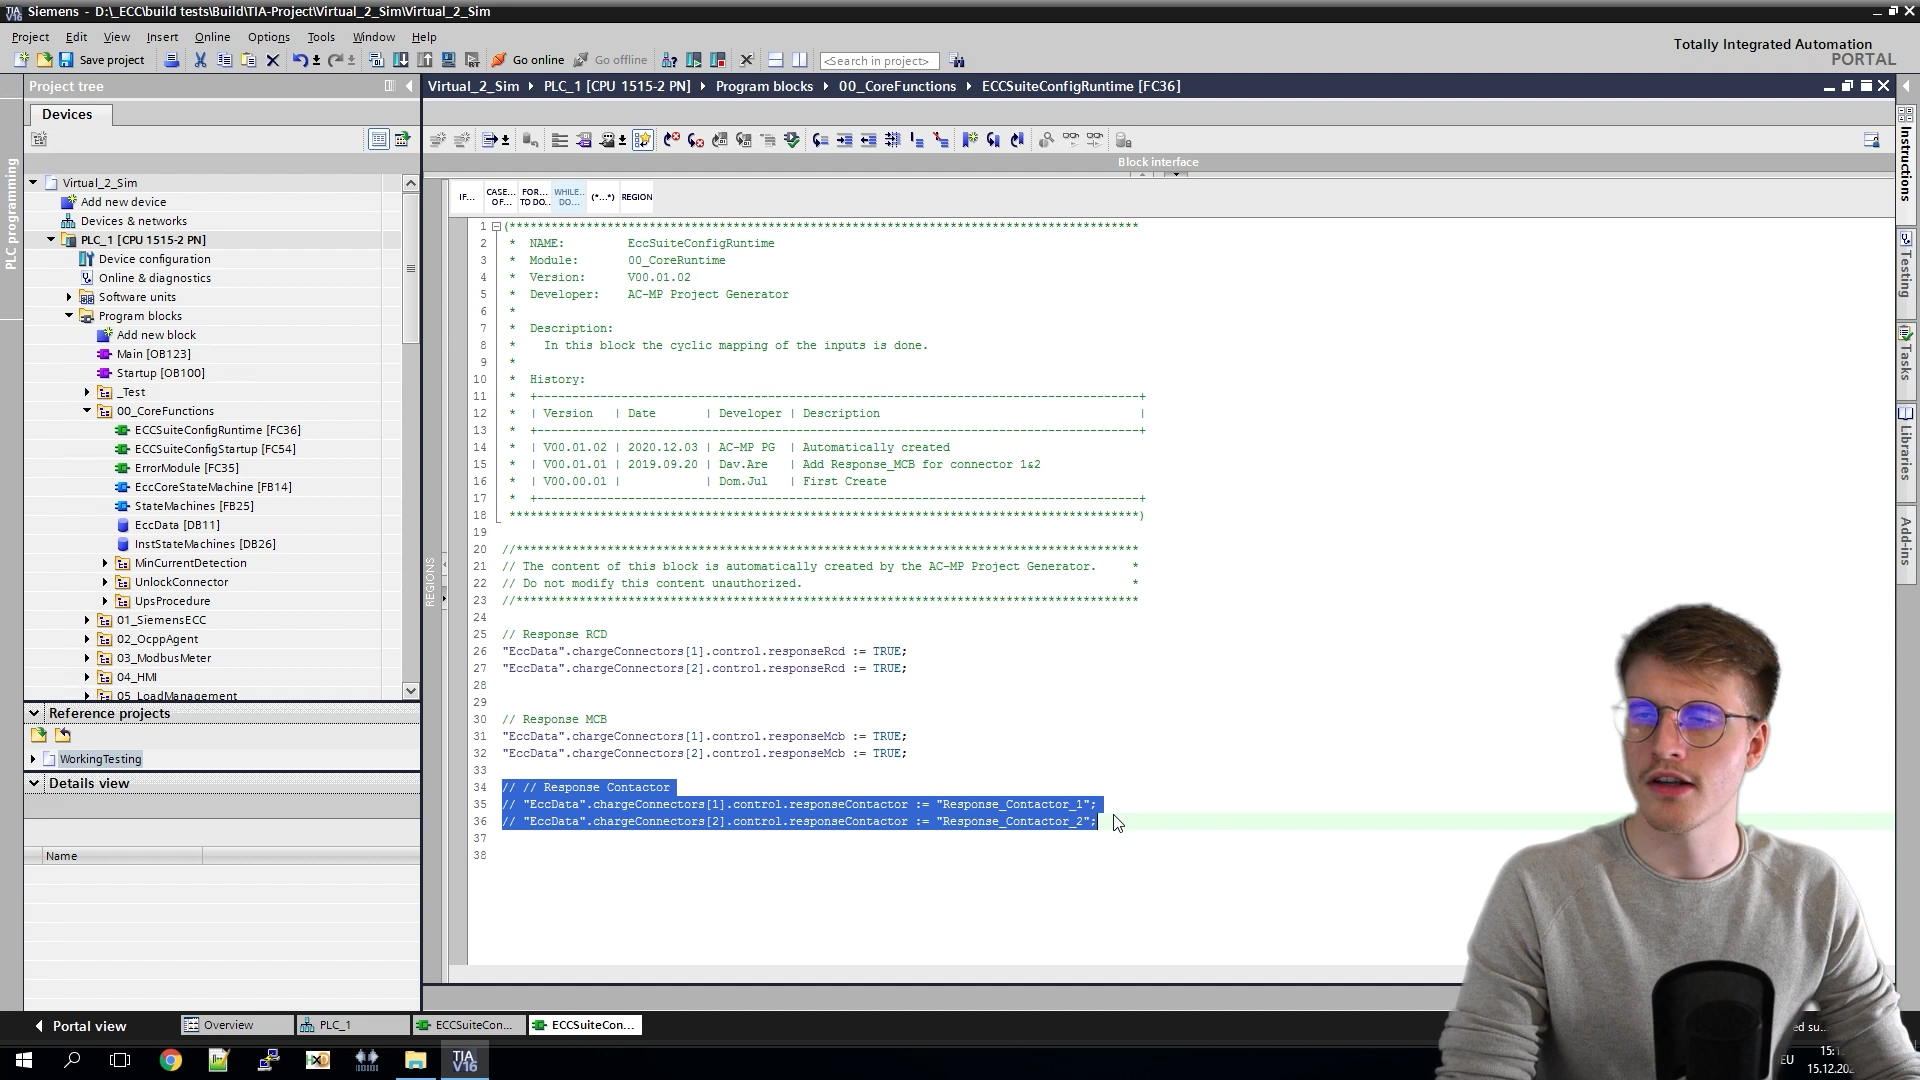 TIA V16 Siemens - D:\_ECC\build tests\Build\TIA-Project\Virtual_2_Sim\Virtual_2_Sim
Project Edit View Insert Online Options Tools Window Help
Totally Integrated Automation
PORTAL
Save project Go online Go offline <Search in project>
Project tree
Virtual_2_Sim PLC_1 [CPU 1515-2 PN] Program blocks 00_CoreFunctions ECCSuiteConfigRuntime [FC36]
Devices
PLC programming
Block interface
IF... CASE... OF... FOR... TO DO... WHILE... DO... (*...*) REGION
REGIONS
Virtual_2_Sim
Add new device
Devices & networks
PLC_1 [CPU 1515-2 PN]
Device configuration
Online & diagnostics
Software units
Program blocks
Add new block
Main [OB123]
Startup [OB100]
_Test
00_CoreFunctions
ECCSuiteConfigRuntime [FC36]
ECCSuiteConfigStartup [FC54]
ErrorModule [FC35]
EccCoreStateMachine [FB14]
StateMachines [FB25]
EccData [DB11]
InstStateMachines [DB26]
MinCurrentDetection
UnlockConnector
UpsProcedure
01_SiemensECC
02_OcppAgent
03_ModbusMeter
04_HMI
05_LoadManagement
Reference projects
WorkingTesting
Details view
Name
1 (******************************************************************************************
2 * NAME: EccSuiteConfigRuntime
3 * Module: 00_CoreRuntime
4 * Version: V00.01.02
5 * Developer: AC-MP Project Generator
6 *
7 * Description:
8 * In this block the cyclic mapping of the inputs is done.
9 *
10 * History:
11 * +---------------------------------------------------------------------------------------+
12 * | Version | Date | Developer | Description |
13 * +---------------------------------------------------------------------------------------+
14 * | V00.01.02 | 2020.12.03 | AC-MP PG | Automatically created
15 * | V00.01.01 | 2019.09.20 | Dav.Are | Add Response_MCB for connector 1&2
16 * | V00.00.01 | | Dom.Jul | First Create
17 * +---------------------------------------------------------------------------------------+
18 ******************************************************************************************)
19
20 //*****************************************************************************************
21 // The content of this block is automatically created by the AC-MP Project Generator. *
22 // Do not modify this content unauthorized. *
23 //*****************************************************************************************
24
25 // Response RCD
26 "EccData".chargeConnectors[1].control.responseRcd := TRUE;
27 "EccData".chargeConnectors[2].control.responseRcd := TRUE;
28
29
30 // Response MCB
31 "EccData".chargeConnectors[1].control.responseMcb := TRUE;
32 "EccData".chargeConnectors[2].control.responseMcb := TRUE;
33
34 // // Response Contactor
35 // "EccData".chargeConnectors[1].control.responseContactor := "Response_Contactor_1";
36 // "EccData".chargeConnectors[2].control.responseContactor := "Response_Contactor_2";
37
38
Instructions
Testing
Tasks
Libraries
Add-ins
Portal view Overview PLC_1 ECCSuiteCon... ECCSuiteCon...
ed su...
TIA V16
EU
15.12.20